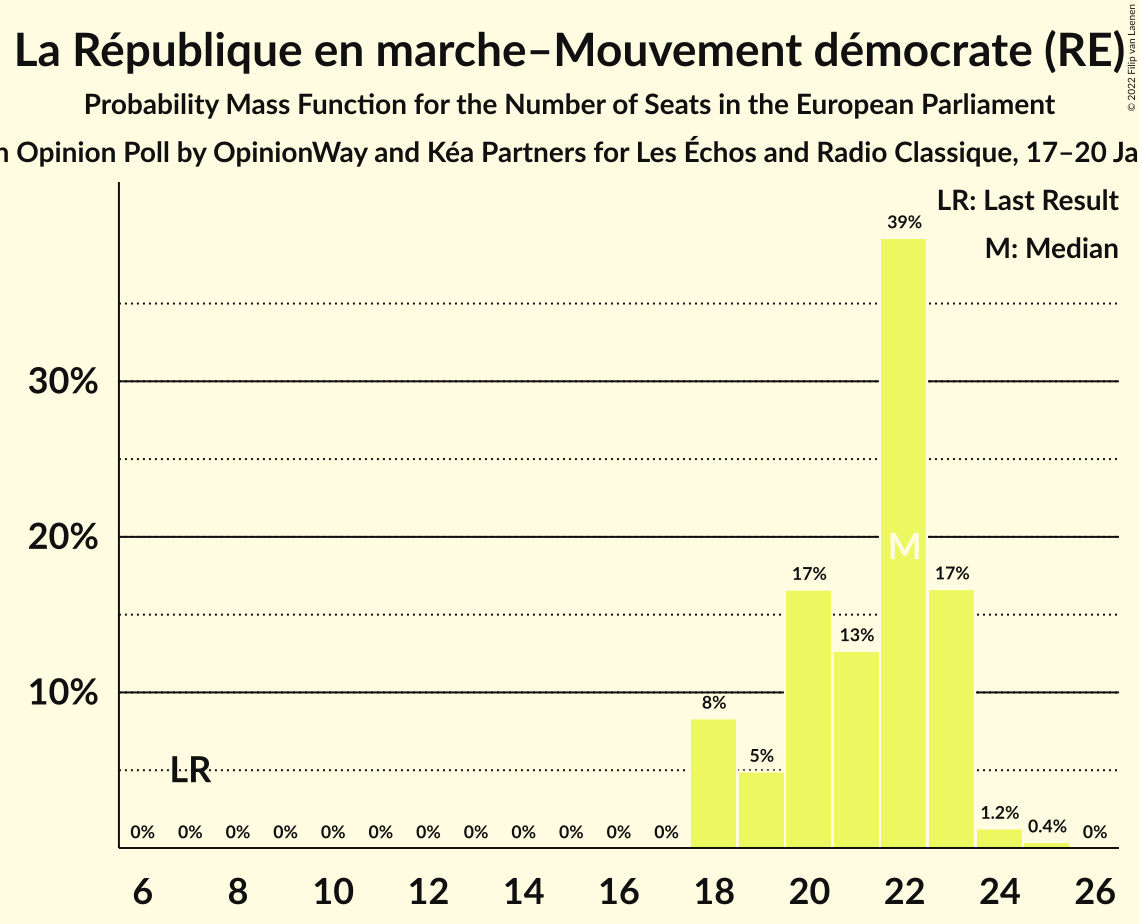 La République en marche–Mouvement démocrate (RE)
© 2022 Filip van Laenen
Probability Mass Function for the Number of Seats in the European Parliament
Opinion Poll by OpinionWay and Kéa Partners for Les Échos and Radio Classique, 17–20
LR: Last Result
M: Median
39%
30%
20%
M
17%
17%
13%
10%
8%
5%
LR
1.2%
0.4%
0% 0% 0% 0% 0% 0% 0% 0% 0% 0% 0% 0% 0%
6 8 10 12 14 16 18 20 22 24 26